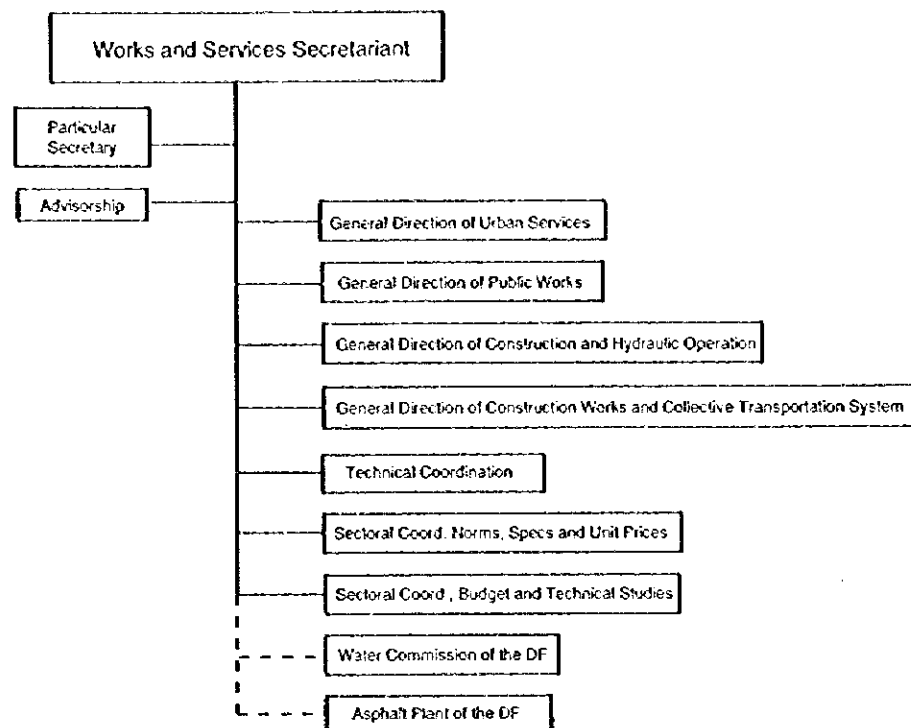 Works and Services Secretariant
Particular
Secretary
Advisorship
General Direction of Urban Services
General Direction of Public Works
General Direction of Construction and Hydraulic Operation
General Direction of Construction Works and Collective Transportation System
Technical Coordination
Sectoral Coord. Norms, Specs and Unit Prices
Sectoral Coord , Budget and Technical Studies
Water Commission of the DF
Asphalt Plant of the DF